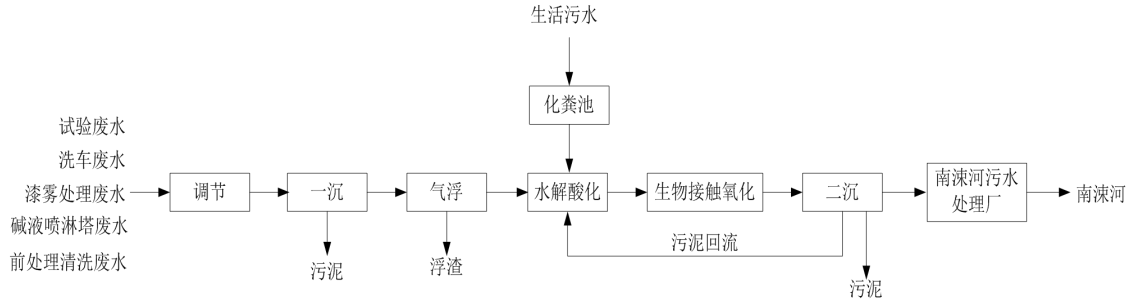 生活污水
化粪池
试验废水
洗车废水
漆雾处理废水
碱液喷淋塔废水
前处理清洗废水
调节
一沉
气浮
水解酸化
生物接触氧化
二沉
南涑河污水
处理厂
南涑河
污泥回流
污泥
浮渣
污泥